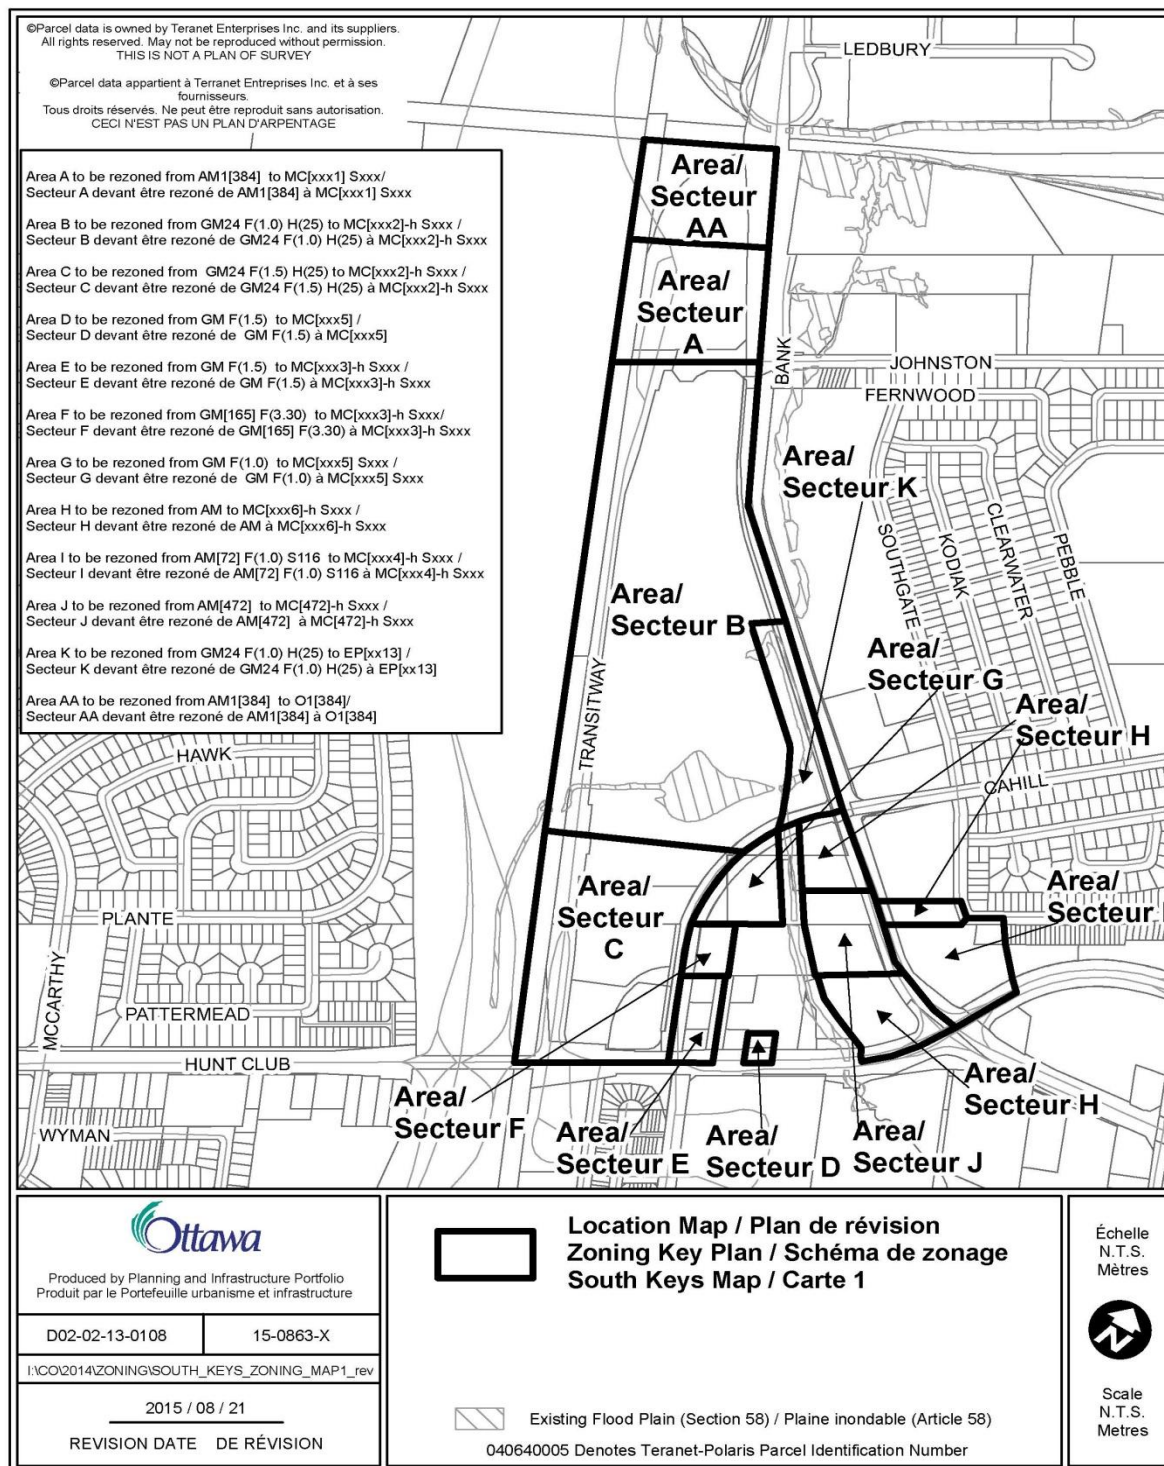 ©Parcel data is owned by Teranet Enterprises Inc. and its suppliers.
All rights reserved. May not be reproduced without permission.
THIS IS NOT A PLAN OF SURVEY
©Parcel data appartient à Terranet Entreprises Inc. et à ses
fournisseurs.
Tous droits réservés. Ne peut être reproduit sans autorisation.
CECI N'EST PAS UN PLAN D'ARPENTAGE
Area A to be rezoned from AM1[384] to MC[xxx1] Sxxx/
Secteur A devant être rezoné de AM1[384] à MC[xxx1] Sxxx
Area B to be rezoned from GM24 F(1.0) H(25) to MC[xxx2]-h Sxxx /
Secteur B devant être rezoné de GM24 F(1.0) H(25) à MC[xxx2]-h Sxxx
Area C to be rezoned from GM24 F(1.5) H(25) to MC[xxx2]-h Sxxx /
Secteur C devant être rezoné de GM24 F(1.5) H(25) à MC[xxx2]-h Sxxx
Area D to be rezoned from GM F(1.5) to MC[xxx5] /
Secteur D devant être rezoné de GM F(1.5) à MC[xxx5]
Area E to be rezoned from GM F(1.5) to MC[xxx3]-h Sxxx /
Secteur E devant être rezoné de GM F(1.5) à MC[xxx3]-h Sxxx
Area F to be rezoned from GM[165] F(3.30) to MC[xxx3]-h Sxxx/
Secteur F devant être rezoné de GM[165] F(3.30) à MC[xxx3]-h Sxxx
Area G to be rezoned from GM F(1.0) to MC[xxx5] Sxxx /
Secteur G devant être rezoné de GM F(1.0) à MC[xxx5] Sxxx
Area H to be rezoned from AM to MC[xxx6]-h Sxxx /
Secteur H devant être rezoné de AM à MC[xxx6]-h Sxxx
Area I to be rezoned from AM[72] F(1.0) S116 to MC[xxx4]-h Sxxx /
Secteur I devant être rezoné de AM[72] F(1.0) S116 à MC[xxx4]-h Sxxx
Area J to be rezoned from AM[472] to MC[472]-h Sxxx /
Secteur J devant être rezoné de AM[472] à MC[472]-h Sxxx
Area K to be rezoned from GM24 F(1.0) H(25) to EP[xx13] /
Secteur K devant être rezoné de GM24 F(1.0) H(25) à EP[xx13]
Area AA to be rezoned from AM1[384] to O1[384]/
Secteur AA devant être rezoné de AM1[384] à O1[384]
LEDBURY
Area/
Secteur
AA
Area/
Secteur
A
BANK
JOHNSTON
FERNWOOD
Area/
Secteur K
SOUTHGATE
KODIAK
CLEARWATER
PEBBLE
Area/
Secteur B
Area/
Secteur G
Area/
Secteur H
TRANSITWAY
CAHILL
HAWK
Area/
Secteur
C
Area/
Secteur I
PLANTE
MCCARTHY
PATTERMEAD
HUNT CLUB
WYMAN
Area/
Secteur F
Area/
Secteur E
Area/
Secteur D
Area/
Secteur J
Area/
Secteur H
Ottawa
Produced by Planning and Infrastructure Portfolio
Produit par le Portefeuille urbanisme et infrastructure
D02-02-13-0108
15-0863-X
I:\CO\2014\ZONING\SOUTH_KEYS_ZONING_MAP1_rev
2015 / 08 / 21
REVISION DATE DE RÉVISION
Location Map / Plan de révision
Zoning Key Plan / Schéma de zonage
South Keys Map / Carte 1
Existing Flood Plain (Section 58) / Plaine inondable (Article 58)
040640005 Denotes Teranet-Polaris Parcel Identification Number
Échelle
N.T.S.
Mètres
N
Scale
N.T.S.
Metres